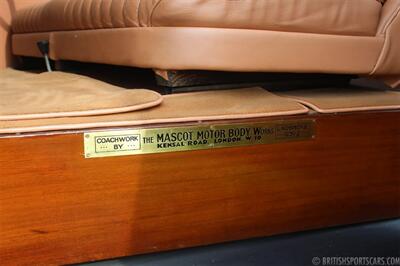 COACHWORK
··· BY ···
THE MASCOT MOTOR BODY WORKS
KENSAL ROAD, LONDON W 10
BRITISHSPORTSCARS.COM